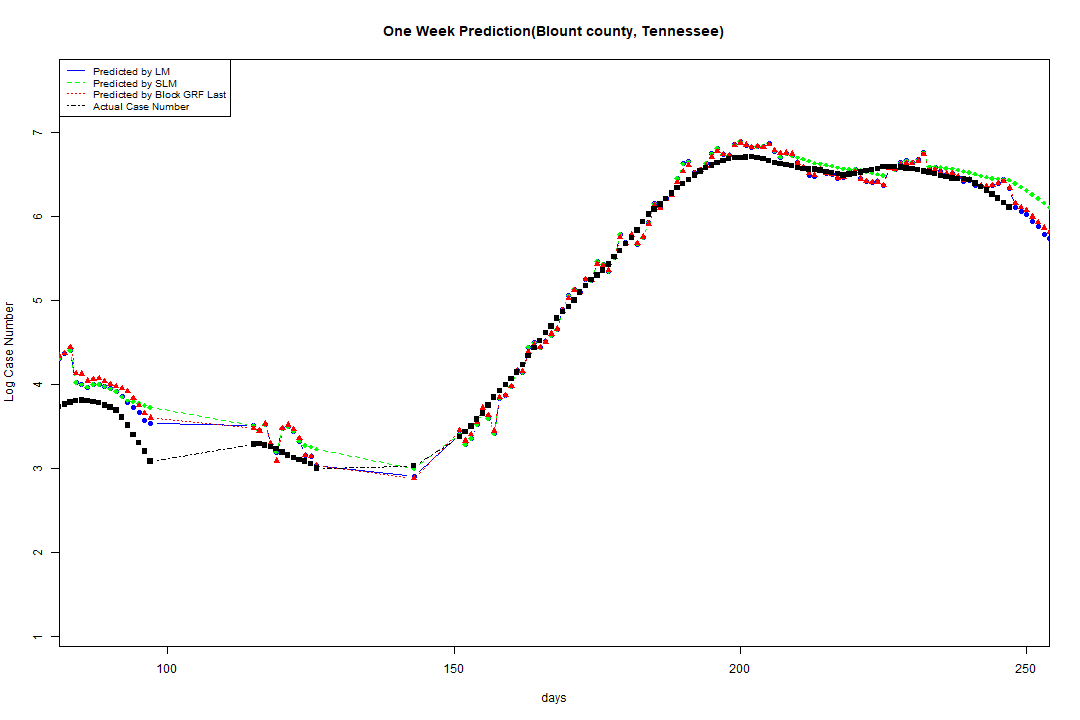 One Week Prediction(Blount county, Tennessee)
Predicted by LM
Predicted by SLM
Predicted by Block GRF Last
Actual Case Number
7
6
5
4
3
2
1
Log Case Number
100 150 200 250
days